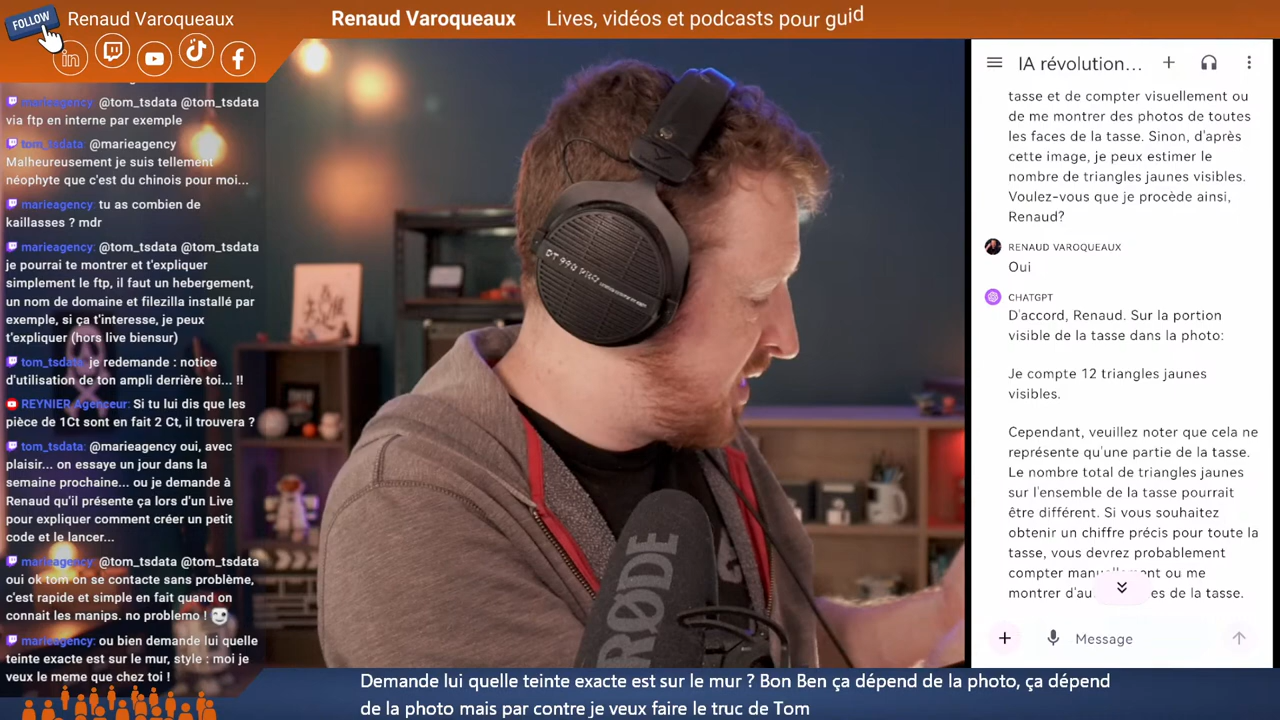 FOLLOW
Renaud Varoqueaux
Renaud Varoqueaux Lives, vidéos et podcasts pour guid
marieagency: @tom_tsdata @tom_tsdata
via ftp en interne par exemple
tom_tsdata: @marieagency
Malheureusement je suis tellement
néophyte que c'est du chinois pour moi...
marieagency: tu as combien de
kaillasses ? mdr
marieagency: @tom_tsdata @tom_tsdata
je pourrai te montrer et t'expliquer
simplement le ftp, il faut un hebergement,
un nom de domaine et filezilla installé par
exemple, si ça t'interesse, je peux
t'expliquer (hors live biensur)
tom_tsdata: je redemande : notice
d'utilisation de ton ampli derrière toi... !!
REYNIER Agenceur: Si tu lui dis que les
pièce de 1Ct sont en fait 2 Ct, il trouvera ?
tom_tsdata: @marieagency oui, avec
plaisir... on essaye un jour dans la
semaine prochaine... ou je demande à
Renaud qu'il présente ça lors d'un Live
pour expliquer comment créer un petit
code et le lancer...
marieagency: @tom_tsdata @tom_tsdata
oui ok tom on se contacte sans problème,
c'est rapide et simple en fait quand on
connait les manips. no problemo !
marieagency: ou bien demande lui quelle
teinte exacte est sur le mur, style : moi je
veux le meme que chez toi !
DT 990 PRO
RØDE
IA révolution...
tasse et de compter visuellement ou
de me montrer des photos de toutes
les faces de la tasse. Sinon, d'après
cette image, je peux estimer le
nombre de triangles jaunes visibles.
Voulez-vous que je procède ainsi,
Renaud?
RENAUD VAROQUEAUX
Oui
CHATGPT
D'accord, Renaud. Sur la portion
visible de la tasse dans la photo:
Je compte 12 triangles jaunes
visibles.
Cependant, veuillez noter que cela ne
représente qu'une partie de la tasse.
Le nombre total de triangles jaunes
sur l'ensemble de la tasse pourrait
être différent. Si vous souhaitez
obtenir un chiffre précis pour toute la
tasse, vous devrez probablement
compter ou me
montrer de la tasse.
Message
Demande lui quelle teinte exacte est sur le mur ? Bon Ben ça dépend de la photo, ça dépend
de la photo mais par contre je veux faire le truc de Tom